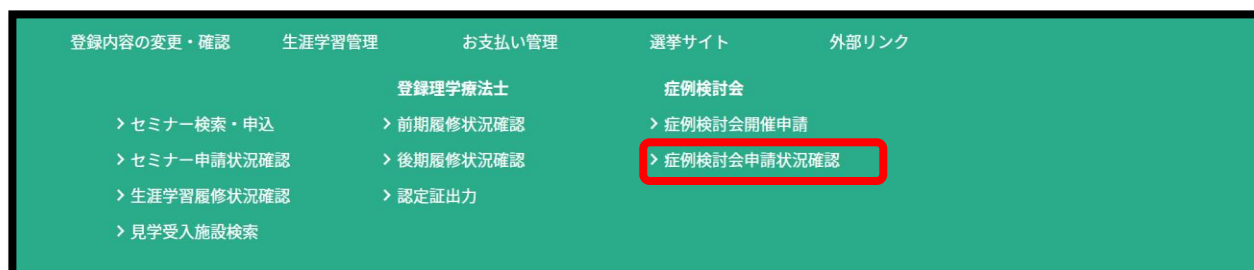 登録内容の変更・確認 生涯学習管理 お支払い管理 選挙サイト 外部リンク
登録理学療法士 症例検討会
> セミナー検索・申込 > 前期履修状況確認 > 症例検討会開催申請
> セミナー申請状況確認 > 後期履修状況確認 > 症例検討会申請状況確認
> 生涯学習履修状況確認 > 認定証出力
> 見学受入施設検索